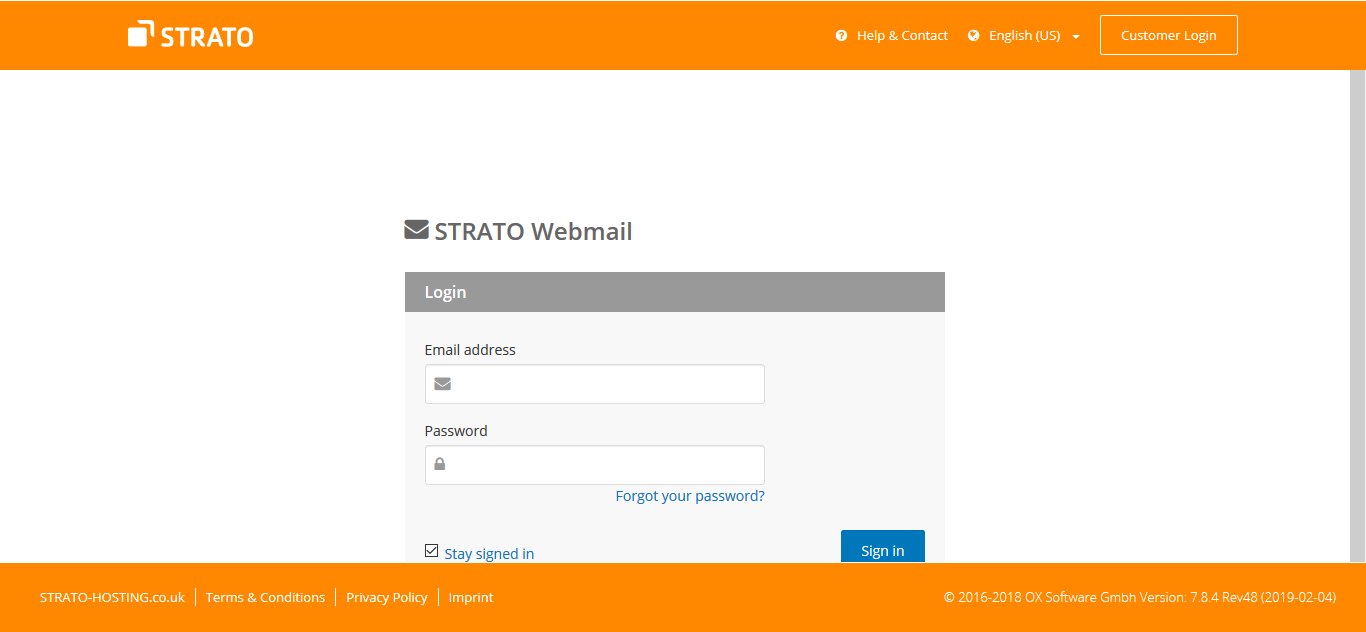 STRATO
Help & Contact
English (US)
Customer Login
STRATO Webmail
Login
Email address
Password
Forgot your password?
Stay signed in
Sign in
STRATO-HOSTING.co.uk
Terms & Conditions
Privacy Policy
Imprint
© 2016-2018 OX Software Gmbh Version: 7.8.4 Rev48 (2019-02-04)